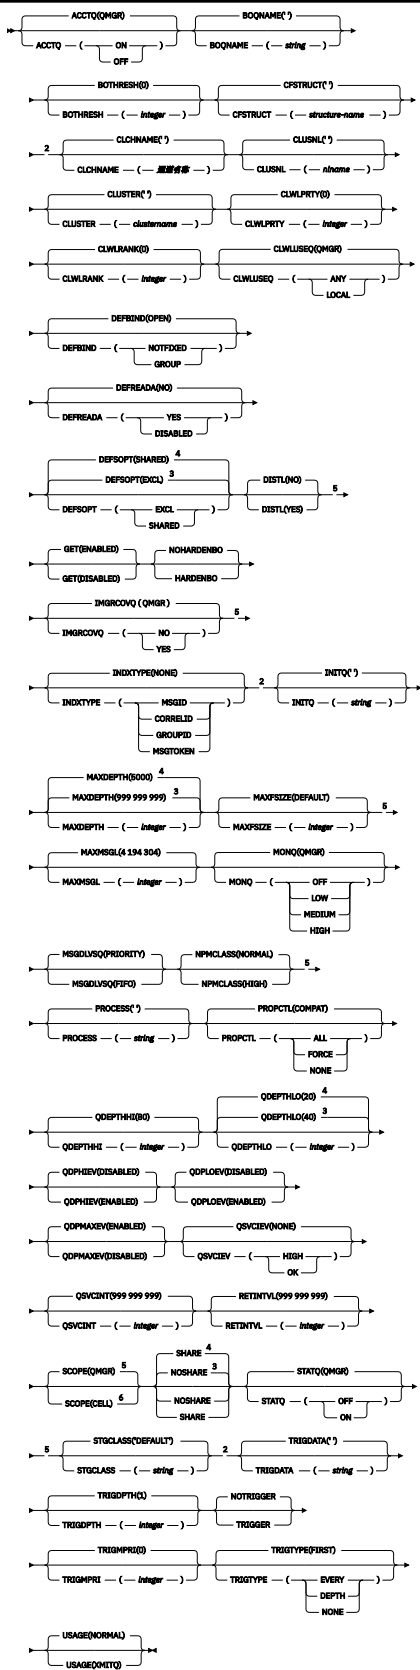 ACCTQ(QMGR) BOQNAME(' ')
ACCTQ ( ON ) BOQNAME ( string )
OFF
BOTHRESH(0) CFSTRUCT(' ')
BOTHRESH ( integer ) CFSTRUCT ( structure-name )
2 CLCHNAME(' ') CLUSNL(' ')
CLCHNAME ( 通道名称 ) CLUSNL ( nlname )
CLUSTER(' ') CLWLPRTY(0)
CLUSTER ( clustername ) CLWLPRTY ( integer )
CLWLRANK(0) CLWLUSEQ(QMGR)
CLWLRANK ( integer ) CLWLUSEQ ( ANY )
LOCAL
DEFBIND(OPEN)
DEFBIND ( NOTFIXED )
GROUP
DEFREADA(NO)
DEFREADA ( YES )
DISABLED
DEFSOPT(SHARED) 4
DEFSOPT(EXCL) 3 DISTL(NO) 5
DEFSOPT ( EXCL ) DISTL(YES)
SHARED
GET(ENABLED) NOHARDENBO
GET(DISABLED) HARDENBO
IMGRCOVQ ( QMGR ) 5
IMGRCOVQ ( NO )
YES
INDXTYPE(NONE) 2 INITQ(' ')
INDXTYPE ( MSGID ) INITQ ( string )
CORRELID
GROUPID
MSGTOKEN
MAXDEPTH(5000) 4
MAXDEPTH(999 999 999) 3 MAXFSIZE(DEFAULT) 5
MAXDEPTH ( integer ) MAXFSIZE ( integer )
MAXMSGL(4 194 304) MONQ(QMGR)
MAXMSGL ( integer ) MONQ ( OFF )
LOW
MEDIUM
HIGH
MSGDLVSQ(PRIORITY) NPMCLASS(NORMAL) 5
MSGDLVSQ(FIFO) NPMCLASS(HIGH)
PROCESS(' ') PROPCTL(COMPAT)
PROCESS ( string ) PROPCTL ( ALL )
FORCE
NONE
QDEPTHLO(20) 4
QDEPTHHI(80) QDEPTHLO(40) 3
QDEPTHHI ( integer ) QDEPTHLO ( integer )
QDPHIEV(DISABLED) QDPLOEV(DISABLED)
QDPHIEV(ENABLED) QDPLOEV(ENABLED)
QDPMAXEV(ENABLED) QSVCIEV(NONE)
QDPMAXEV(DISABLED) QSVCIEV ( HIGH )
OK
QSVCINT(999 999 999) RETINTVL(999 999 999)
QSVCINT ( integer ) RETINTVL ( integer )
SHARE 4
SCOPE(QMGR) 5 NOSHARE 3 STATQ(QMGR)
SCOPE(CELL) 6 NOSHARE STATQ ( OFF )
SHARE ON
5 STGCLASS('DEFAULT') 2 TRIGDATA(' ')
STGCLASS ( string ) TRIGDATA ( string )
TRIGDPTH(1) NOTRIGGER
TRIGDPTH ( integer ) TRIGGER
TRIGMPRI(0) TRIGTYPE(FIRST)
TRIGMPRI ( integer ) TRIGTYPE ( EVERY )
DEPTH
NONE
USAGE(NORMAL)
USAGE(XMITQ)